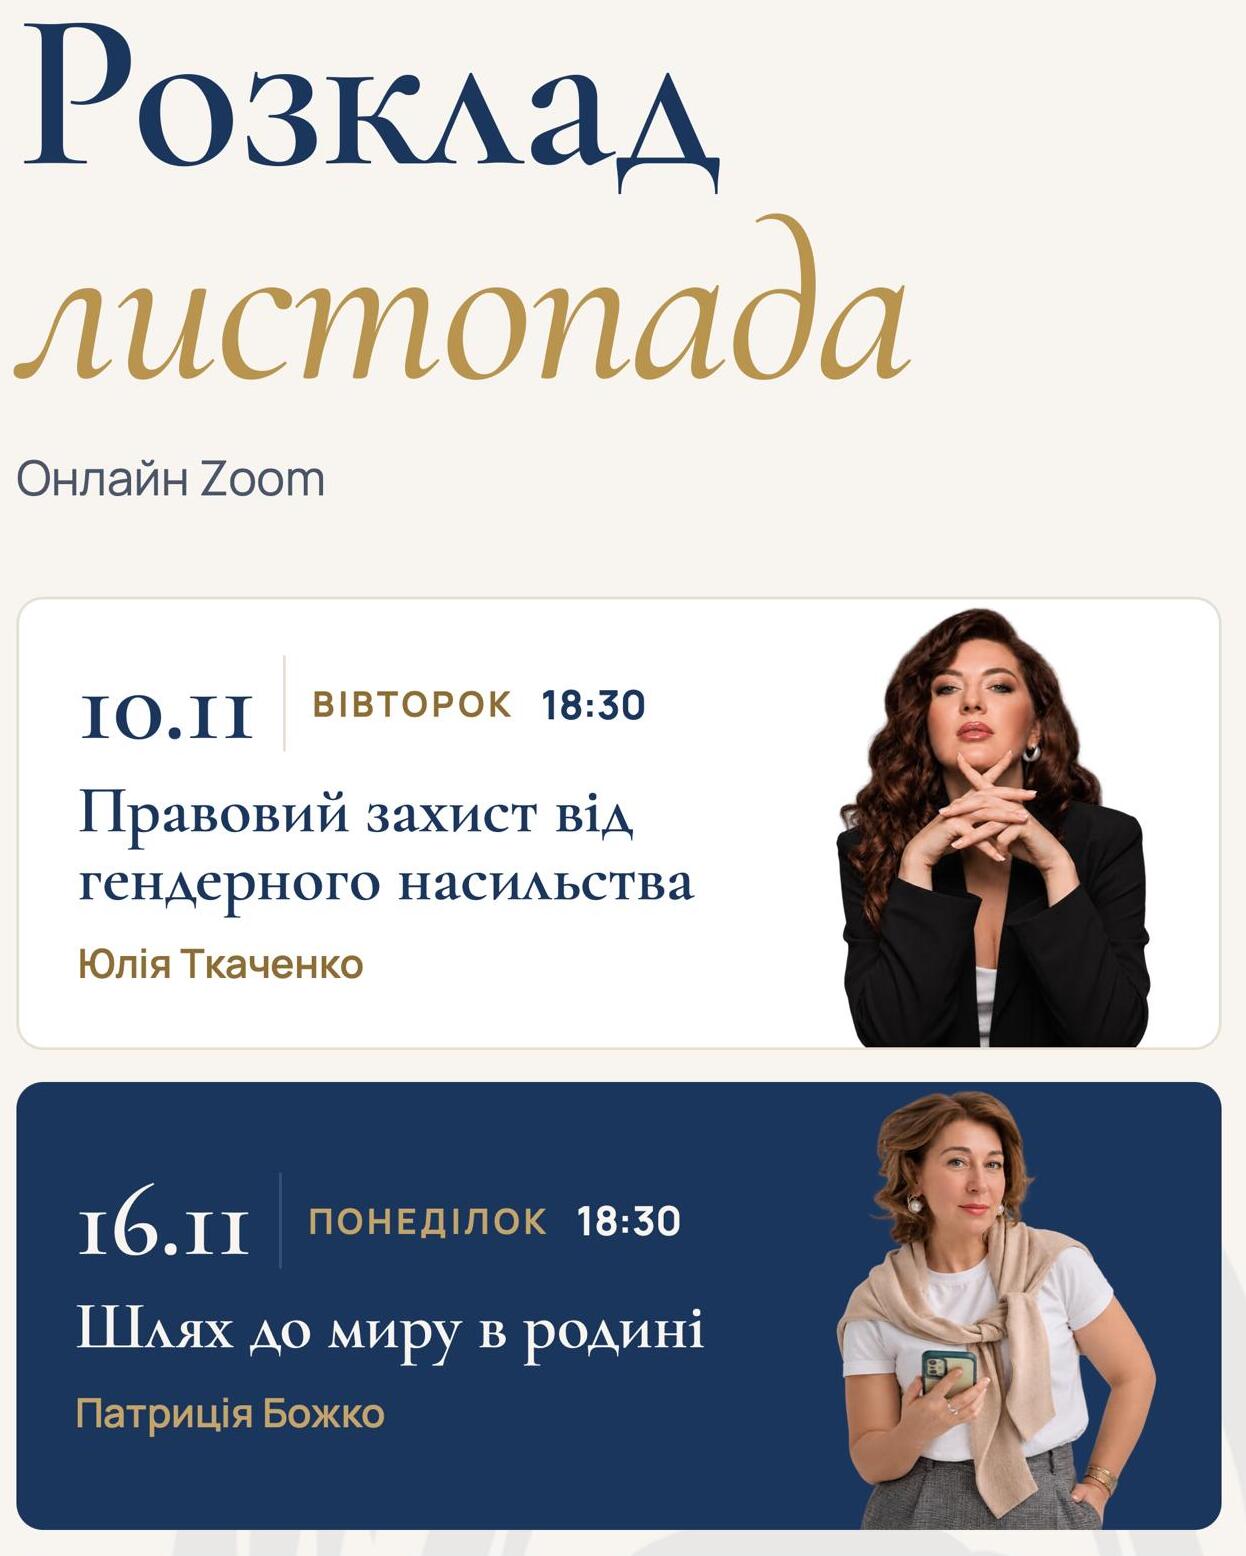 Розклад
листопада
Онлайн Zoom
10.11 ВІВТОРОК 18:30
Правовий захист від
гендерного насильства
Юлія Ткаченко
16.11 ПОНЕДІЛОК 18:30
Шлях до миру в родині
Патриція Божко